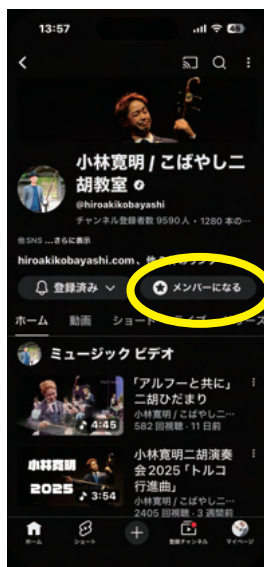 13:57
小林寛明 / こばやし二
胡教室
@hiroakikobayashi
チャンネル登録者数 9590人・1280 本の…
他SNS ...さらに表示
hiroakikobayashi.com、他
登録済み
メンバーになる
ホーム 動画 ショート
ミュージック ビデオ
「アルフーと共に」
二胡ひだまり
小林寛明 / こばやし二…
582 回視聴・11 日前
4:45
小林寛明二胡演奏
会2025「トルコ
行進曲」
小林寛明 / こばやし二…
2405 回視聴・3 週間前
小林寛明
2025
3:54
ホーム ショート 登録チャンネル マイページ